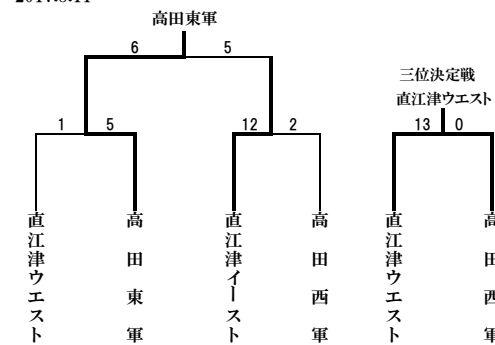 2017.5.14
高田東軍
6 5
三位決定戦
直江津ウエスト
1 5 12 2 13 0
直江津ウエスト
高田東軍
直江津イースト
高田西軍
直江津ウエスト
高田西軍